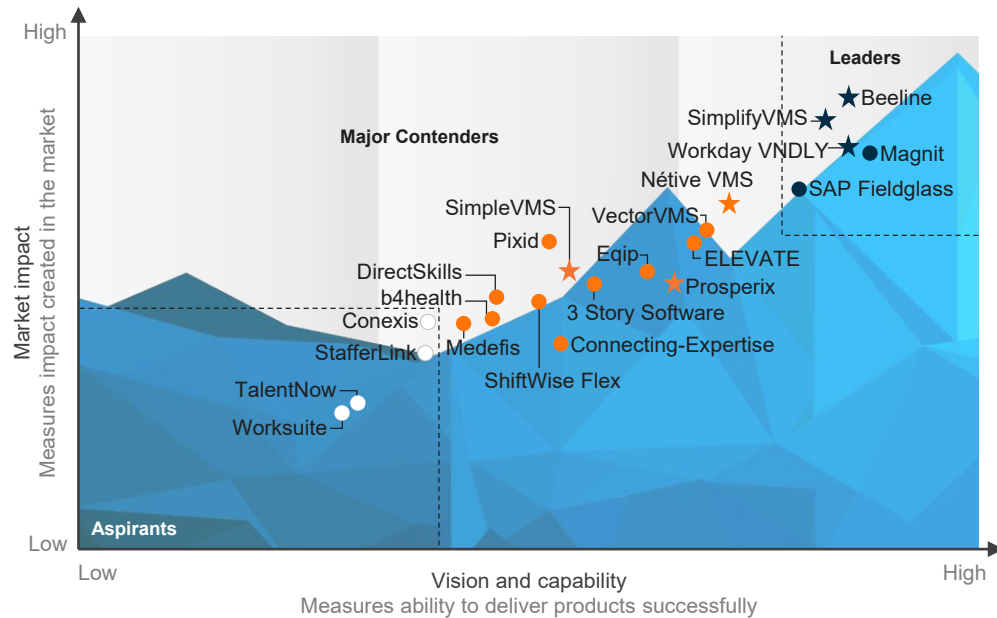 High
Leaders
Beeline
SimplifyVMS
Major Contenders
Workday VNDLY
Magnit
Nétive VMS
SAP Fieldglass
SimpleVMS
VectorVMS
Pixid
Eqip
ELEVATE
DirectSkills
Prosperix
b4health
3 Story Software
Conexis
StafferLink
Medefis
Connecting-Expertise
ShiftWise Flex
TalentNow
Worksuite
Aspirants
Low
Market impact
Measures impact created in the market
Low
High
Vision and capability
Measures ability to deliver products successfully